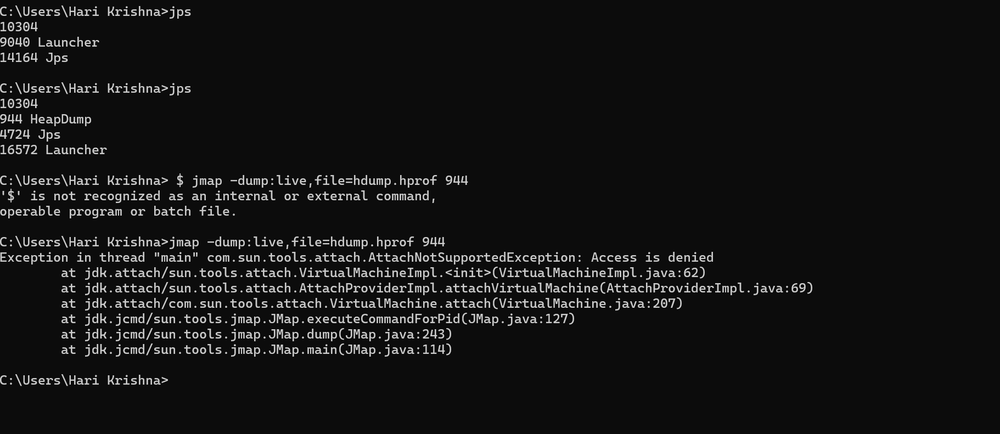 C:\Users\Hari Krishna>jps
10304
9040 Launcher
14164 Jps
C:\Users\Hari Krishna>jps
10304
944 HeapDump
4724 Jps
16572 Launcher
C:\Users\Hari Krishna> $ jmap -dump:live,file=hdump.hprof 944
'$' is not recognized as an internal or external command,
operable program or batch file.
C:\Users\Hari Krishna>jmap -dump:live,file=hdump.hprof 944
Exception in thread "main" com.sun.tools.attach.AttachNotSupportedException: Access is denied
        at jdk.attach/sun.tools.attach.VirtualMachineImpl.<init>(VirtualMachineImpl.java:62)
        at jdk.attach/sun.tools.attach.AttachProviderImpl.attachVirtualMachine(AttachProviderImpl.java:69)
        at jdk.attach/com.sun.tools.attach.VirtualMachine.attach(VirtualMachine.java:207)
        at jdk.jcmd/sun.tools.jmap.JMap.executeCommandForPid(JMap.java:127)
        at jdk.jcmd/sun.tools.jmap.JMap.dump(JMap.java:243)
        at jdk.jcmd/sun.tools.jmap.JMap.main(JMap.java:114)
C:\Users\Hari Krishna>